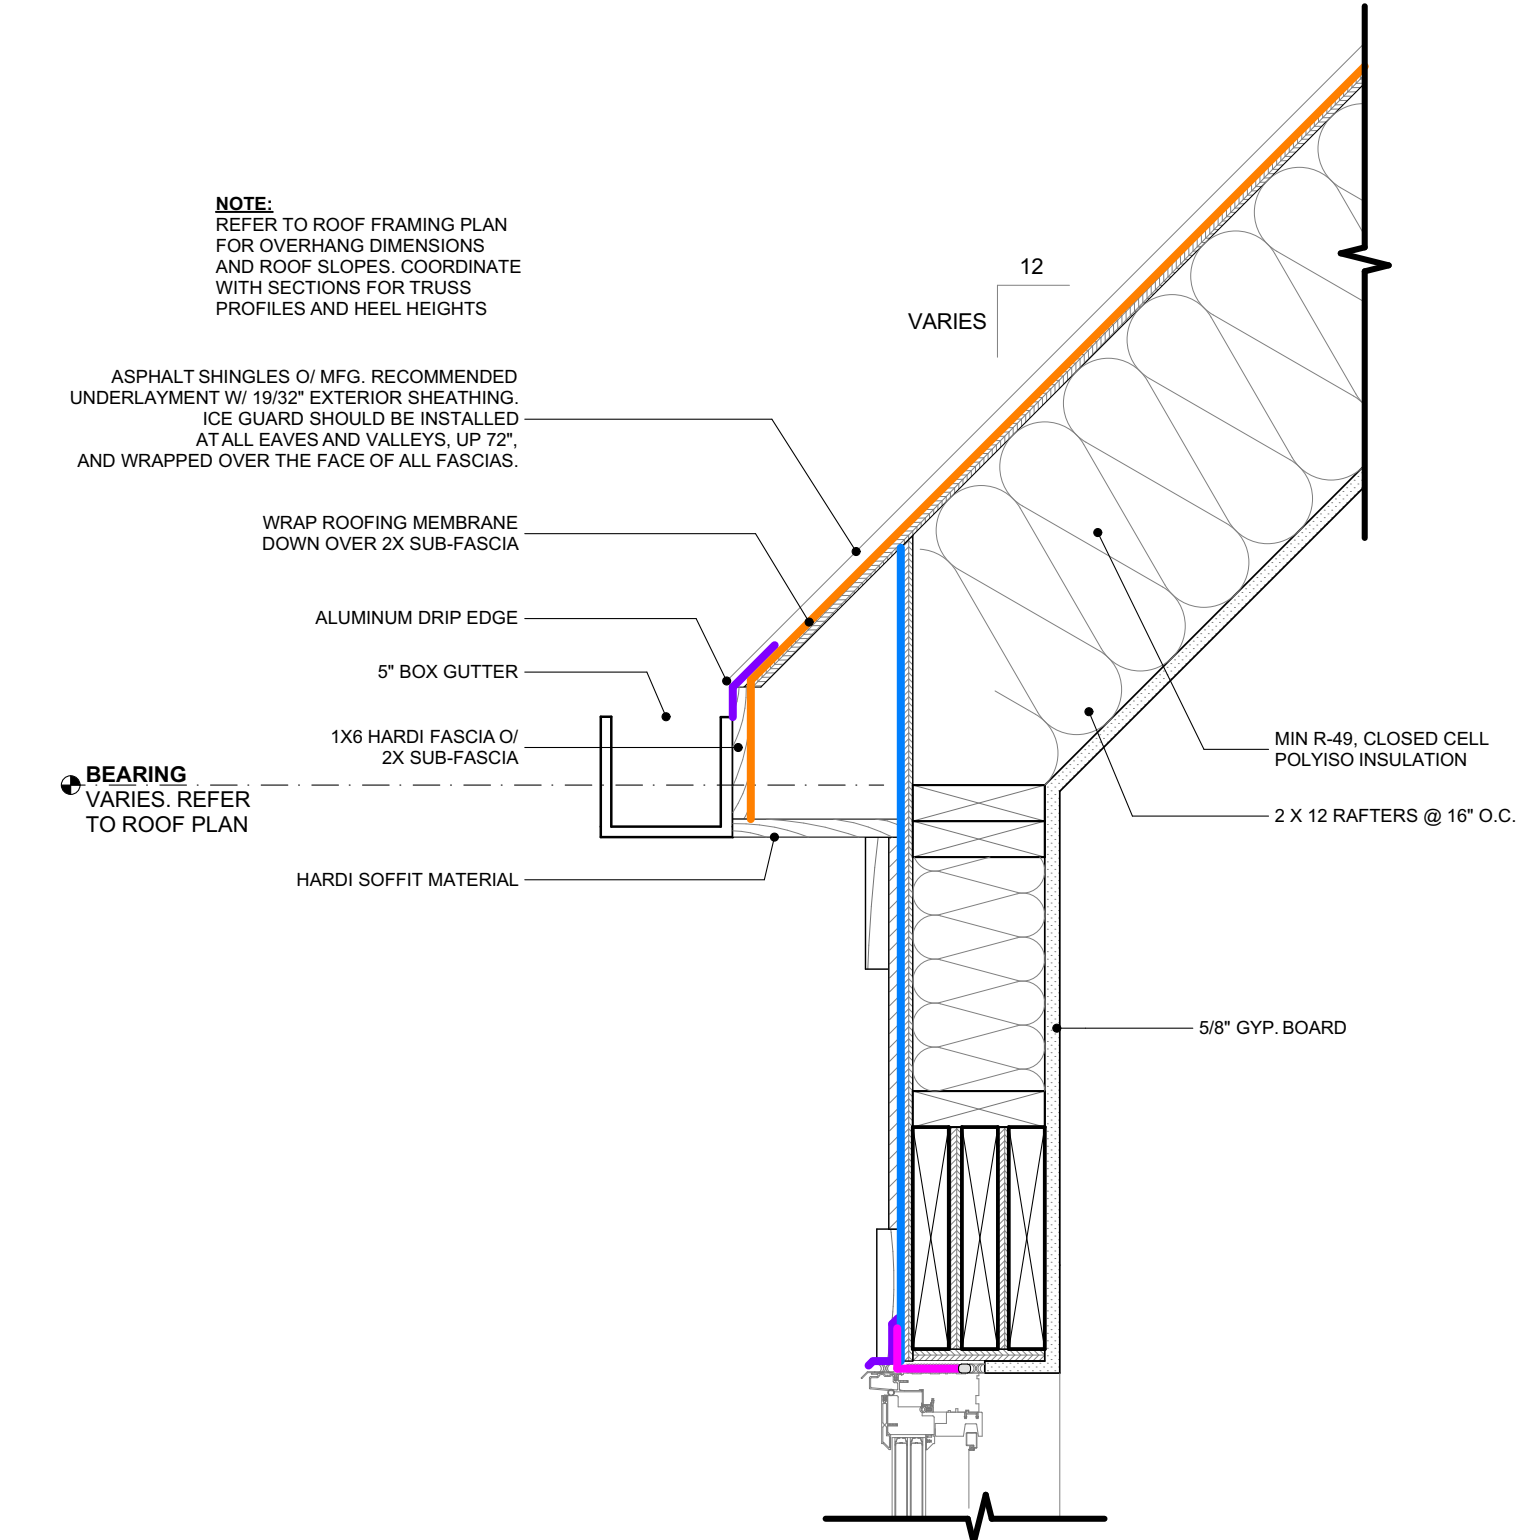 NOTE:
REFER TO ROOF FRAMING PLAN
FOR OVERHANG DIMENSIONS
AND ROOF SLOPES. COORDINATE
WITH SECTIONS FOR TRUSS
PROFILES AND HEEL HEIGHTS
12
VARIES
ASPHALT SHINGLES O/ MFG. RECOMMENDED
UNDERLAYMENT W/ 19/32" EXTERIOR SHEATHING.
ICE GUARD SHOULD BE INSTALLED
AT ALL EAVES AND VALLEYS, UP 72",
AND WRAPPED OVER THE FACE OF ALL FASCIAS.
WRAP ROOFING MEMBRANE
DOWN OVER 2X SUB-FASCIA
ALUMINUM DRIP EDGE
5" BOX GUTTER
1X6 HARDI FASCIA O/
2X SUB-FASCIA
BEARING
VARIES. REFER
TO ROOF PLAN
HARDI SOFFIT MATERIAL
MIN R-49, CLOSED CELL
POLYISO INSULATION
2 X 12 RAFTERS @ 16" O.C.
5/8" GYP. BOARD